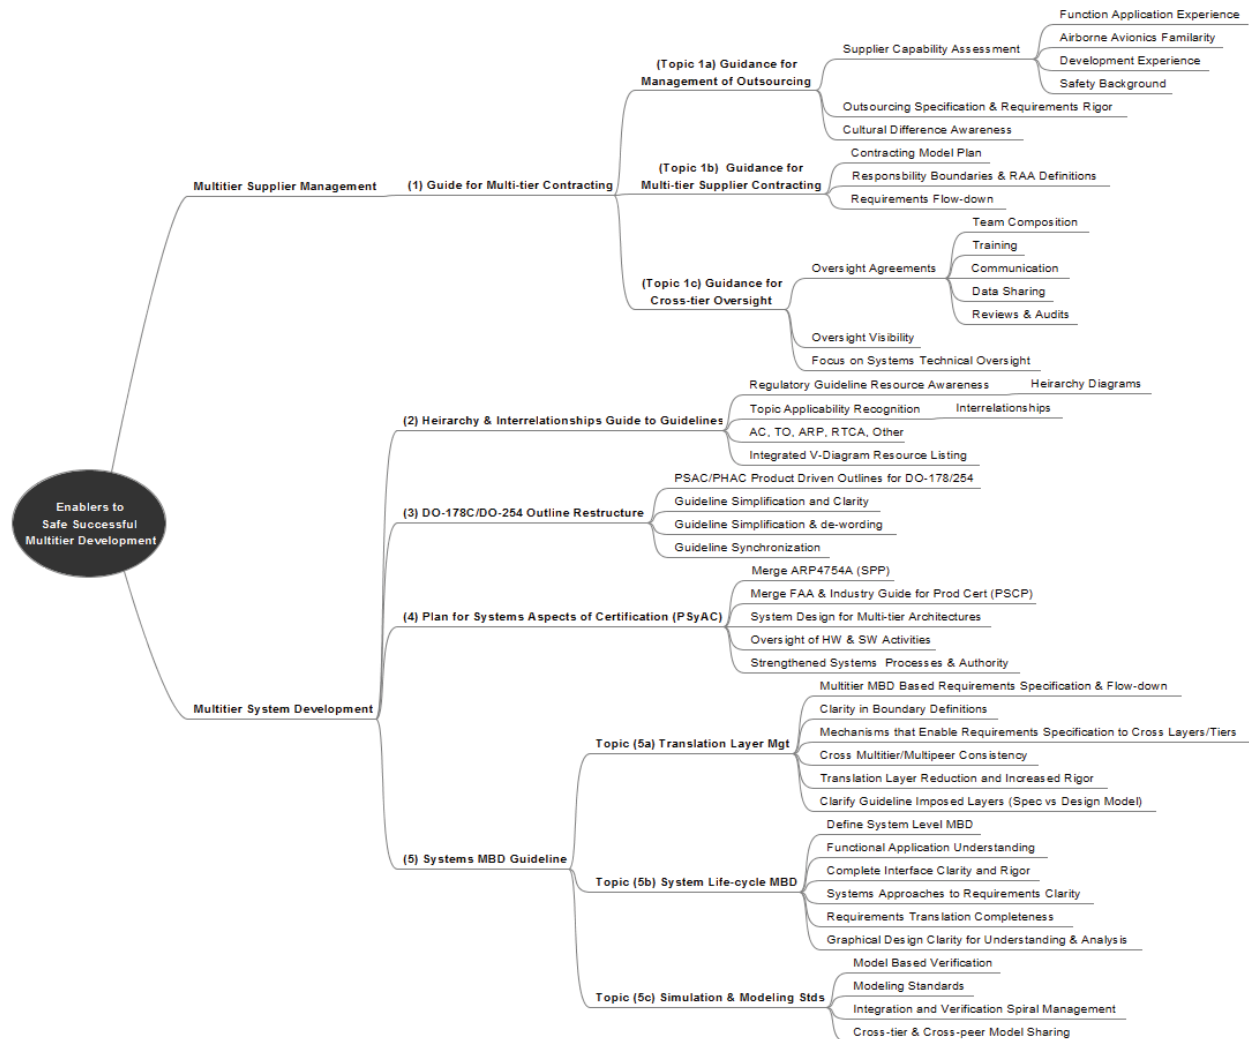 Function Application Experience
Airborne Avionics Familarity
Supplier Capability Assessment
Development Experience
Safety Background
(Topic 1a) Guidance for
Management of Outsourcing
Outsourcing Specification & Requirements Rigor
Cultural Difference Awareness
Multitier Supplier Management
(1) Guide for Multi-tier Contracting
(Topic 1b) Guidance for
Multi-tier Supplier Contracting
Contracting Model Plan
Responsbility Boundaries & RAA Definitions
Requirements Flow-down
(Topic 1c) Guidance for
Cross-tier Oversight
Oversight Agreements
Team Composition
Training
Communication
Data Sharing
Reviews & Audits
Oversight Visibility
Focus on Systems Technical Oversight
Enablers to
Safe Successful
Multitier Development
Multitier System Development
(2) Heirarchy & Interrelationships Guide to Guidelines
Regulatory Guideline Resource Awareness
Heirarchy Diagrams
Topic Applicability Recognition
Interrelationships
AC, TO, ARP, RTCA, Other
Integrated V-Diagram Resource Listing
(3) DO-178C/DO-254 Outline Restructure
PSAC/PHAC Product Driven Outlines for DO-178/254
Guideline Simplification and Clarity
Guideline Simplification & de-wording
Guideline Synchronization
(4) Plan for Systems Aspects of Certification (PSyAC)
Merge ARP4754A (SPP)
Merge FAA & Industry Guide for Prod Cert (PSCP)
System Design for Multi-tier Architectures
Oversight of HW & SW Activities
Strengthened Systems Processes & Authority
(5) Systems MBD Guideline
Topic (5a) Translation Layer Mgt
Multitier MBD Based Requirements Specification & Flow-down
Clarity in Boundary Definitions
Mechanisms that Enable Requirements Specification to Cross Layers/Tiers
Cross Multitier/Multipeer Consistency
Translation Layer Reduction and Increased Rigor
Clarify Guideline Imposed Layers (Spec vs Design Model)
Topic (5b) System Life-cycle MBD
Define System Level MBD
Functional Application Understanding
Complete Interface Clarity and Rigor
Systems Approaches to Requirements Clarity
Requirements Translation Completeness
Graphical Design Clarity for Understanding & Analysis
Topic (5c) Simulation & Modeling Stds
Model Based Verification
Modeling Standards
Integration and Verification Spiral Management
Cross-tier & Cross-peer Model Sharing